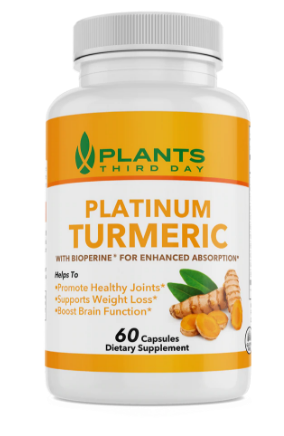 PLANTS
THIRD DAY
PLATINUM
TURMERIC
WITH BIOPERINE® FOR ENHANCED ABSORPTION*
Helps To
•Promote Healthy Joints*
•Supports Weight Loss*
•Boost Brain Function*
60 Capsules
Dietary Supplement